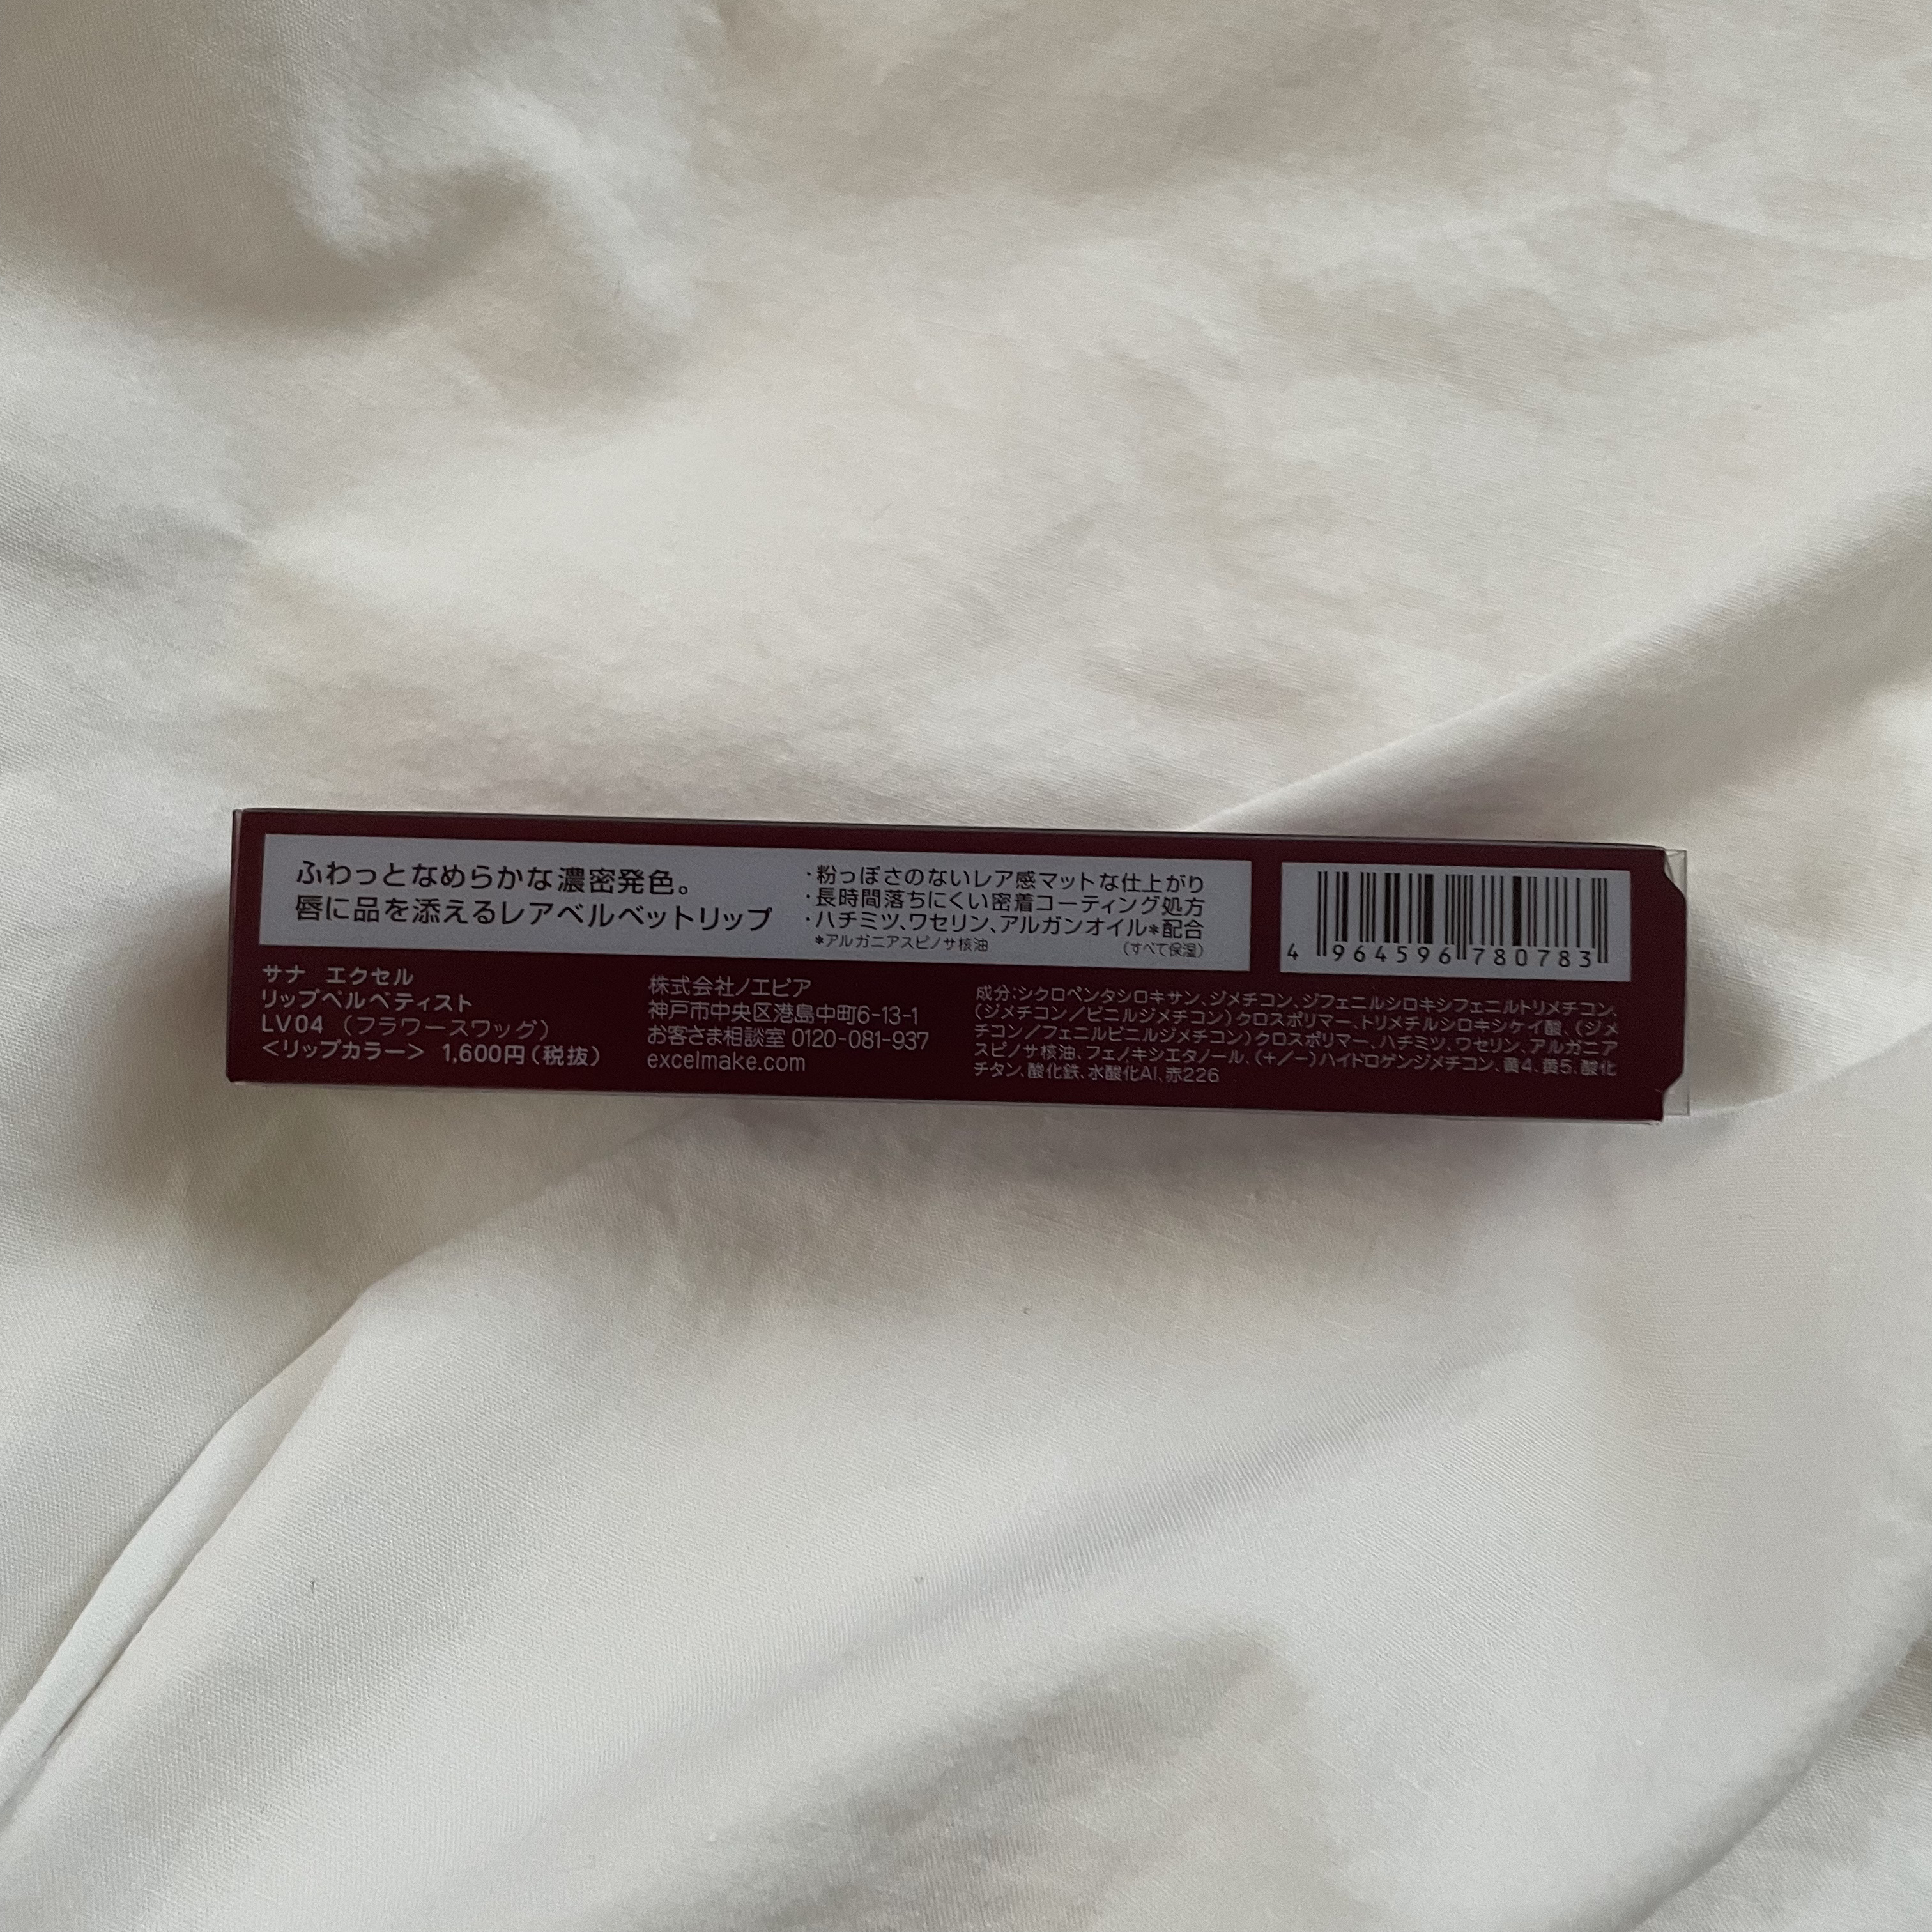 ふわっとなめらかな濃密発色。
唇に品を添えるレアベルベットリップ
・粉っぽさのないレア感マットな仕上がり
・長時間落ちにくい密着コーティング処方
・ハチミツ、ワセリン、アルガンオイル*配合
*アルガニアスピノサ核油 (すべて保湿)
4 964596 780783
サナ エクセル
リップベルベティスト
LV04 (フラワースワッグ)
<リップカラー> 1,600円(税抜)
株式会社ノエビア
神戸市中央区港島中町6-13-1
お客さま相談室 0120-081-937
excelmake.com
成分:シクロペンタシロキサン、ジメチコン、ジフェニルシロキシフェニルトリメチコン、
(ジメチコン/ビニルジメチコン)クロスポリマー、トリメチルシロキシケイ酸、(ジメ
チコン/フェニルビニルジメチコン)クロスポリマー、ハチミツ、ワセリン、アルガニア
スピノサ核油、フェノキシエタノール、(+/-)ハイドロゲンジメチコン、黄4、黄5、酸化
チタン、酸化鉄、水酸化Al、赤226